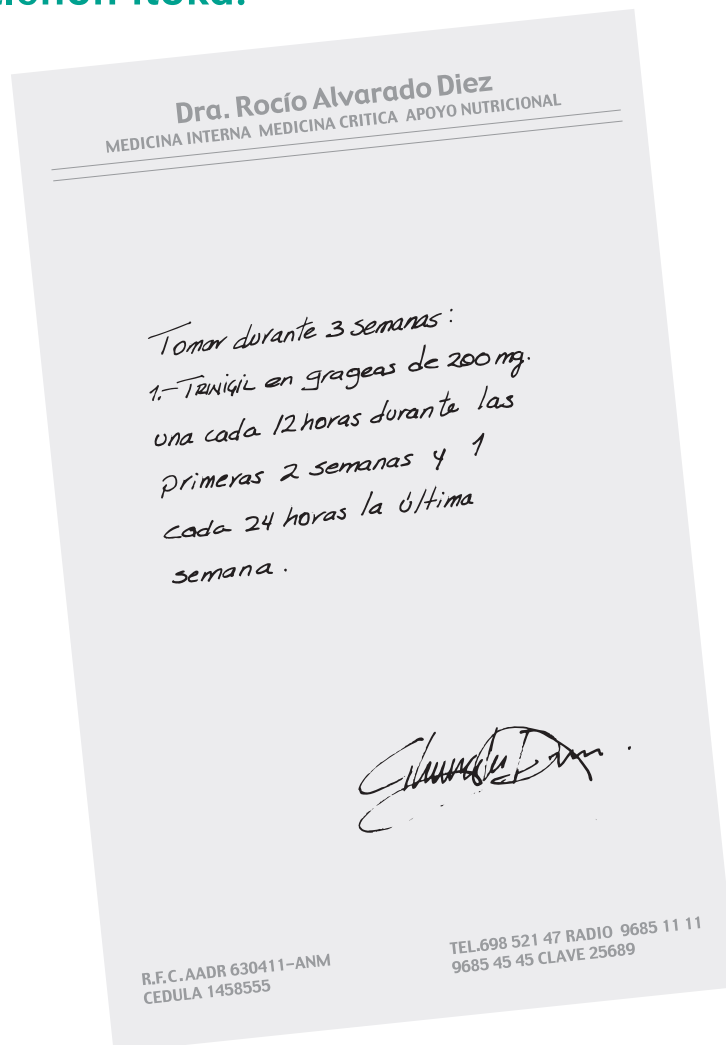 Dra. Rocío Alvarado Diez
MEDICINA INTERNA MEDICINA CRITICA APOYO NUTRICIONAL
Tomar durante 3 semanas:
1.- TRINIGIL en grageas de 200 mg.
una cada 12 horas durante las
primeras 2 semanas y 1
cada 24 horas la última
semana.
R.F.C. AADR 630411-ANM
CEDULA 1458555
TEL.698 521 47 RADIO 9685 11 11
9685 45 45 CLAVE 25689